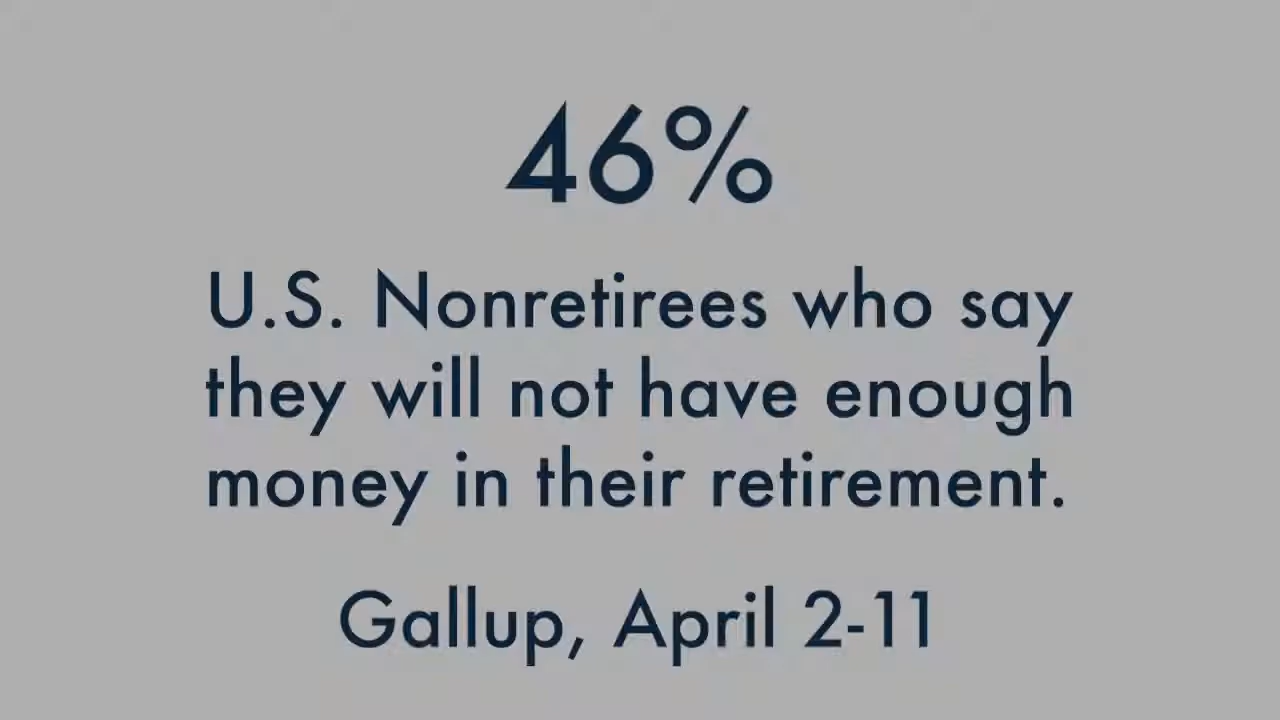 46%
U.S. Nonretirees who say
they will not have enough
money in their retirement.
Gallup, April 2-11